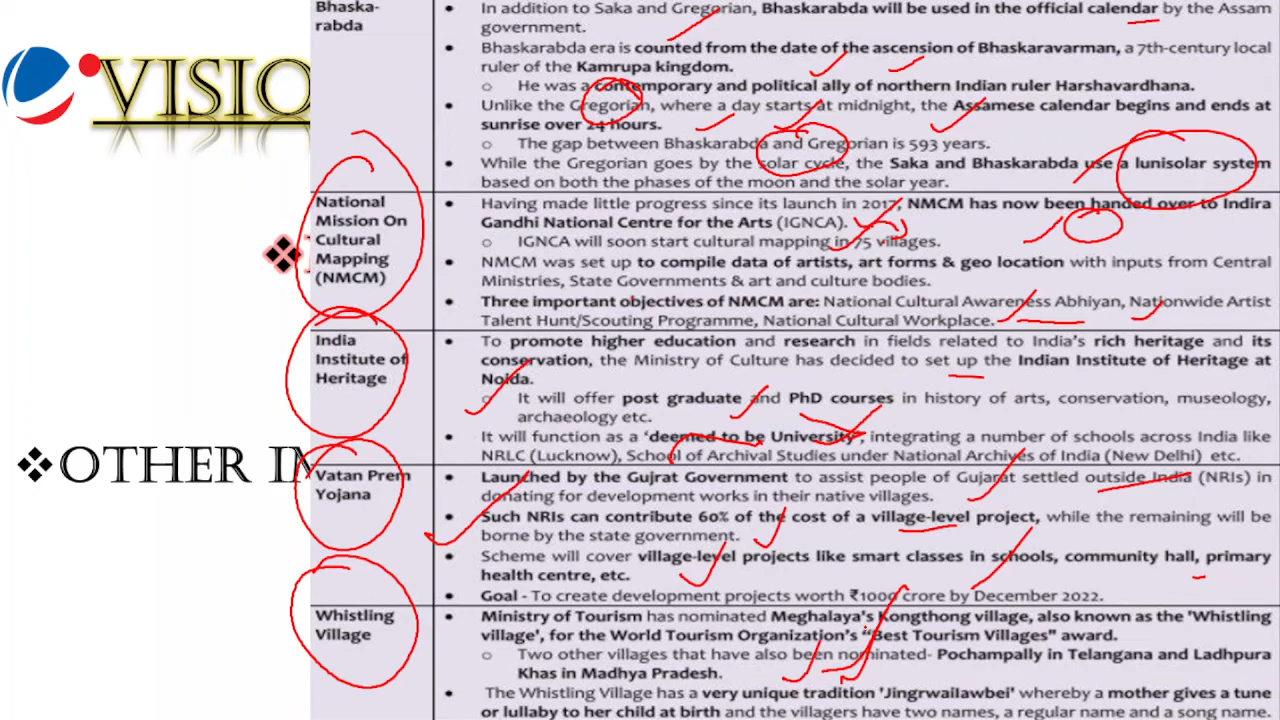 VISIO
OTHER IM
Bhaska-
rabda
• In addition to Saka and Gregorian, Bhaskarabda will be used in the official calendar by the Assam
government.
• Bhaskarabda era is counted from the date of the ascension of Bhaskaravarman, a 7th-century local
ruler of the Kamrupa kingdom.
o He was a contemporary and political ally of northern Indian ruler Harshavardhana.
• Unlike the Gregorian, where a day starts at midnight, the Assamese calendar begins and ends at
sunrise over 24 hours.
o The gap between Bhaskarabda and Gregorian is 593 years.
• While the Gregorian goes by the solar cycle, the Saka and Bhaskarabda use a lunisolar system
based on both the phases of the moon and the solar year.
National
Mission On
Cultural
Mapping
(NMCM)
• Having made little progress since its launch in 2017, NMCM has now been handed over to Indira
Gandhi National Centre for the Arts (IGNCA).
o IGNCA will soon start cultural mapping in 75 villages.
• NMCM was set up to compile data of artists, art forms & geo location with inputs from Central
Ministries, State Governments & art and culture bodies.
• Three important objectives of NMCM are: National Cultural Awareness Abhiyan, Nationwide Artist
Talent Hunt/Scouting Programme, National Cultural Workplace.
India
Institute of
Heritage
• To promote higher education and research in fields related to India's rich heritage and its
conservation, the Ministry of Culture has decided to set up the Indian Institute of Heritage at
Noida.
o It will offer post graduate and PhD courses in history of arts, conservation, museology,
archaeology etc.
• It will function as a 'deemed to be University', integrating a number of schools across India like
NRLC (Lucknow), School of Archival Studies under National Archives of India (New Delhi) etc.
Vatan Prem
Yojana
• Launched by the Gujrat Government to assist people of Gujarat settled outside India (NRIs) in
donating for development works in their native villages.
• Such NRIs can contribute 60% of the cost of a village-level project, while the remaining will be
borne by the state government.
• Scheme will cover village-level projects like smart classes in schools, community hall, primary
health centre, etc.
• Goal - To create development projects worth ₹1000 crore by December 2022.
Whistling
Village
• Ministry of Tourism has nominated Meghalaya's Kongthong village, also known as the 'Whistling
village', for the World Tourism Organization's "Best Tourism Villages" award.
o Two other villages that have also been nominated- Pochampally in Telangana and Ladhpura
Khas in Madhya Pradesh.
• The Whistling Village has a very unique tradition 'Jingrwailawbei' whereby a mother gives a tune
or lullaby to her child at birth and the villagers have two names, a regular name and a song name.